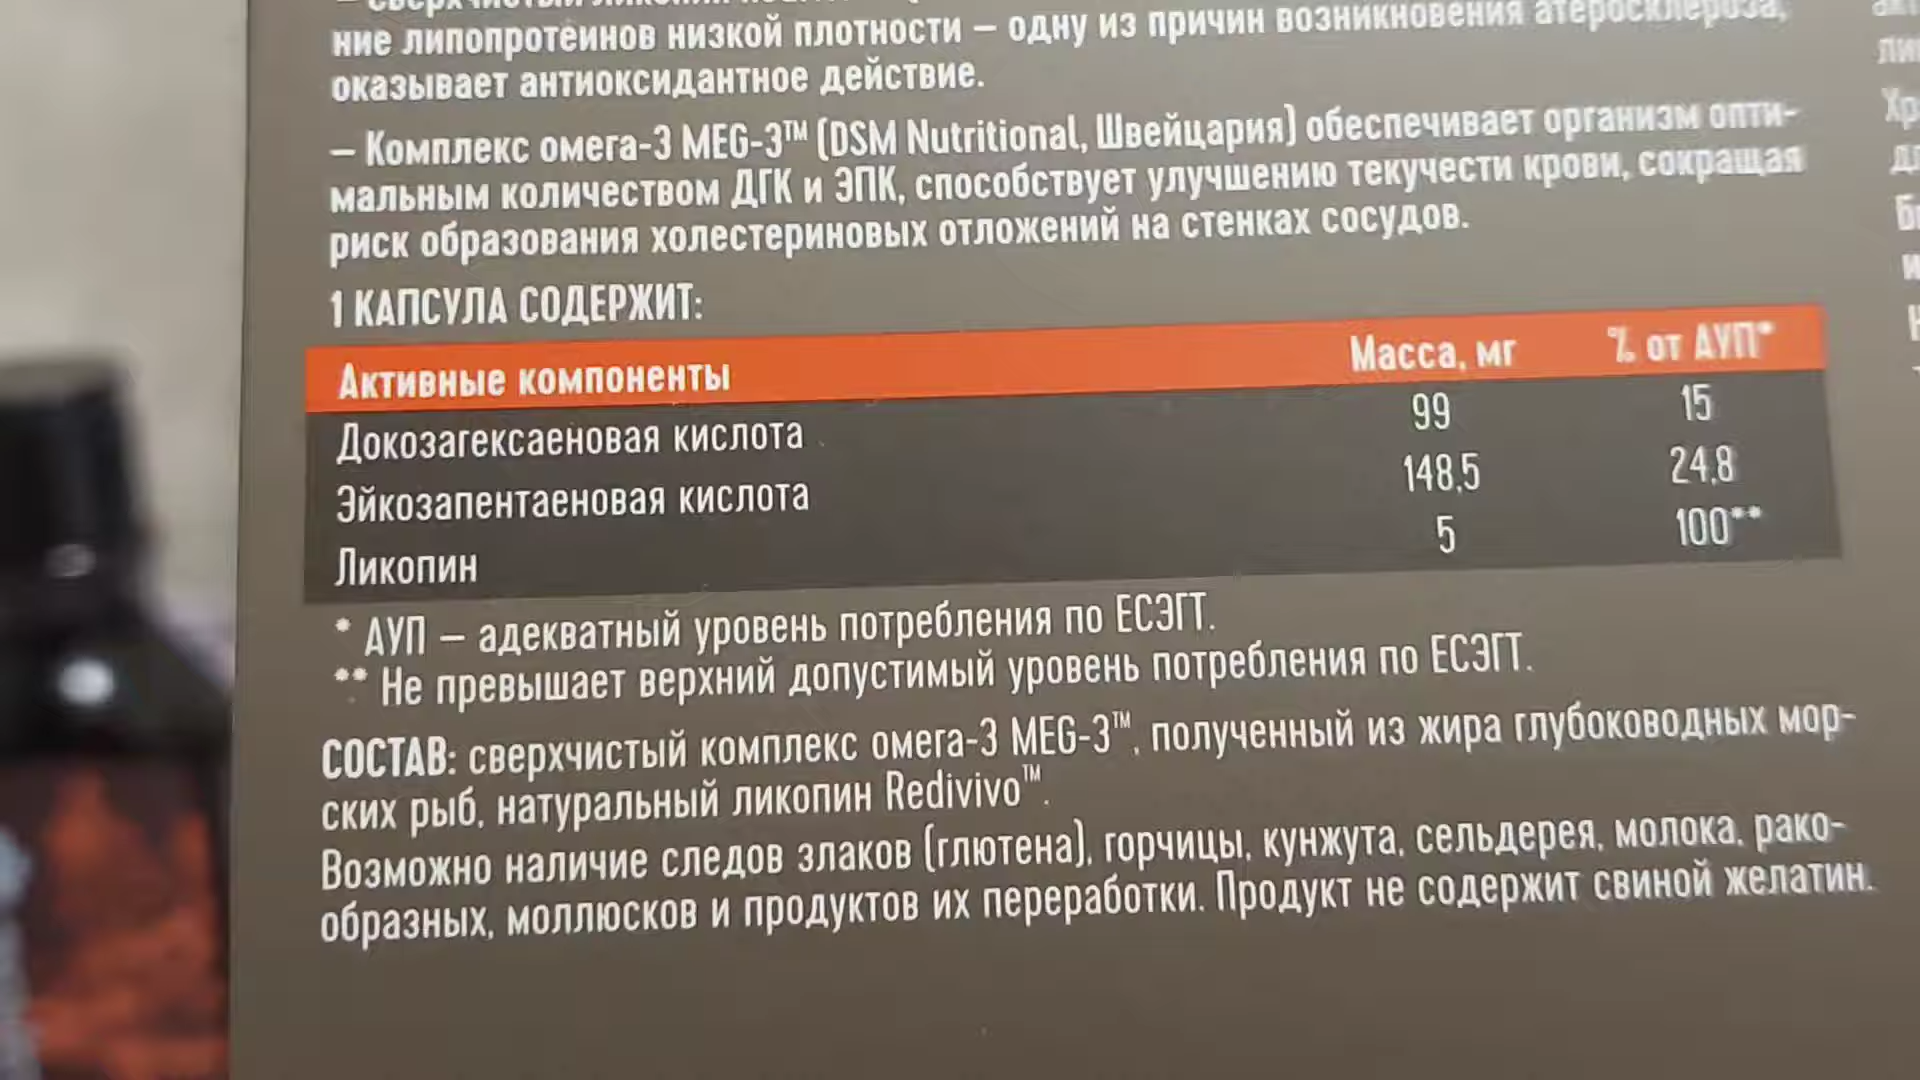 – Сверхчистый ликопин
ние липопротеинов низкой плотности – одну из причин возникновения атеросклероза,
оказывает антиоксидантное действие.
– Комплекс омега-3 MEG-3™ (DSM Nutritional, Швейцария) обеспечивает организм опти-
мальным количеством ДГК и ЭПК, способствует улучшению текучести крови, сокращая
риск образования холестериновых отложений на стенках сосудов.
1 КАПСУЛА СОДЕРЖИТ:
Активные компоненты Масса, мг % от АУП*
Докозагексаеновая кислота 99 15
Эйкозапентаеновая кислота 148,5 24,8
Ликопин 5 100**
* АУП – адекватный уровень потребления по ЕСЭГТ.
** Не превышает верхний допустимый уровень потребления по ЕСЭГТ.
СОСТАВ: сверхчистый комплекс омега-3 MEG-3™, полученный из жира глубоководных мор-
ских рыб, натуральный ликопин Redivivo™.
Возможно наличие следов злаков (глютена), горчицы, кунжута, сельдерея, молока, рако-
образных, моллюсков и продуктов их переработки. Продукт не содержит свиной желатин.